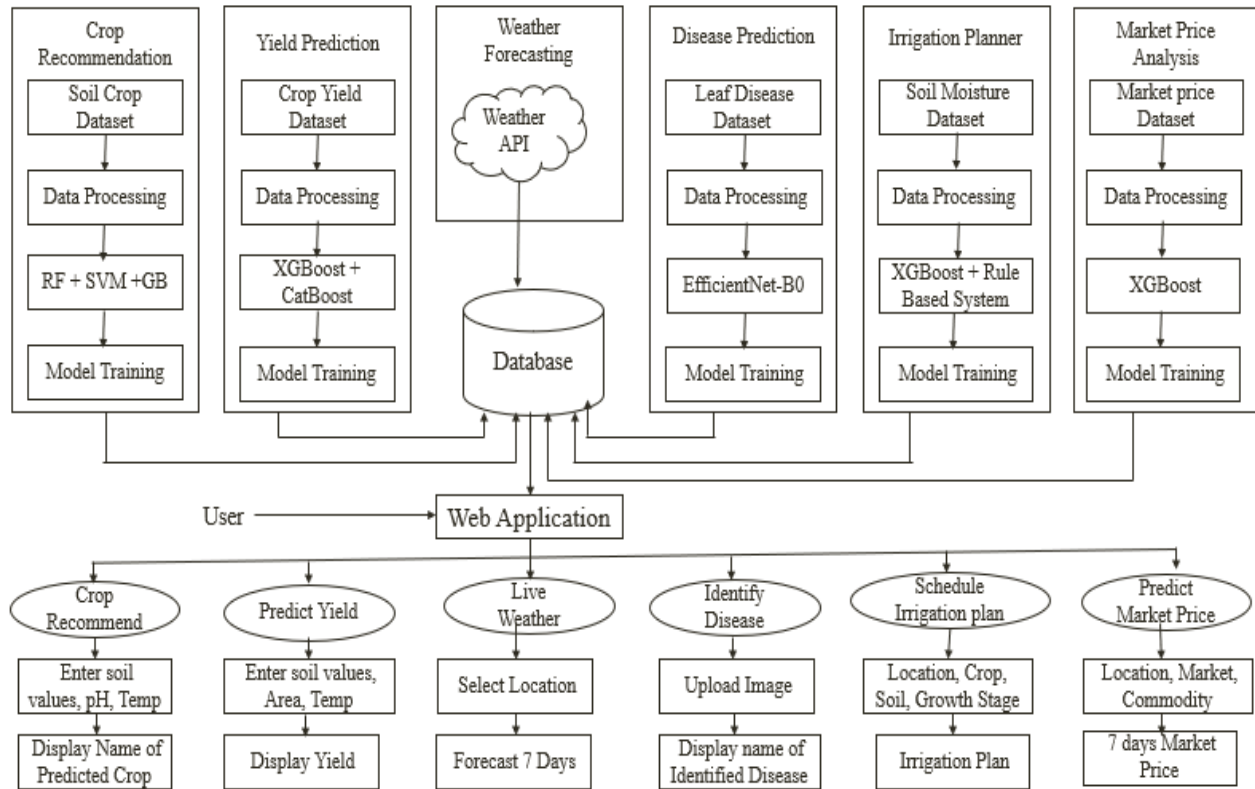 Crop
Recommendation
Soil Crop
Dataset
Data Processing
RF + SVM +GB
Model Training
Yield Prediction
Crop Yield
Dataset
Data Processing
XGBoost +
CatBoost
Model Training
Weather
Forecasting
Weather
API
Database
Disease Prediction
Leaf Disease
Dataset
Data Processing
EfficientNet-B0
Model Training
Irrigation Planner
Soil Moisture
Dataset
Data Processing
XGBoost + Rule
Based System
Model Training
Market Price
Analysis
Market price
Dataset
Data Processing
XGBoost
Model Training
User
Web Application
Crop
Recommend
Enter soil
values, pH, Temp
Display Name of
Predicted Crop
Predict Yield
Enter soil values,
Area, Temp
Display Yield
Live
Weather
Select Location
Forecast 7 Days
Identify
Disease
Upload Image
Display name of
Identified Disease
Schedule
Irrigation plan
Location, Crop,
Soil, Growth Stage
Irrigation Plan
Predict
Market Price
Location, Market,
Commodity
7 days Market
Price